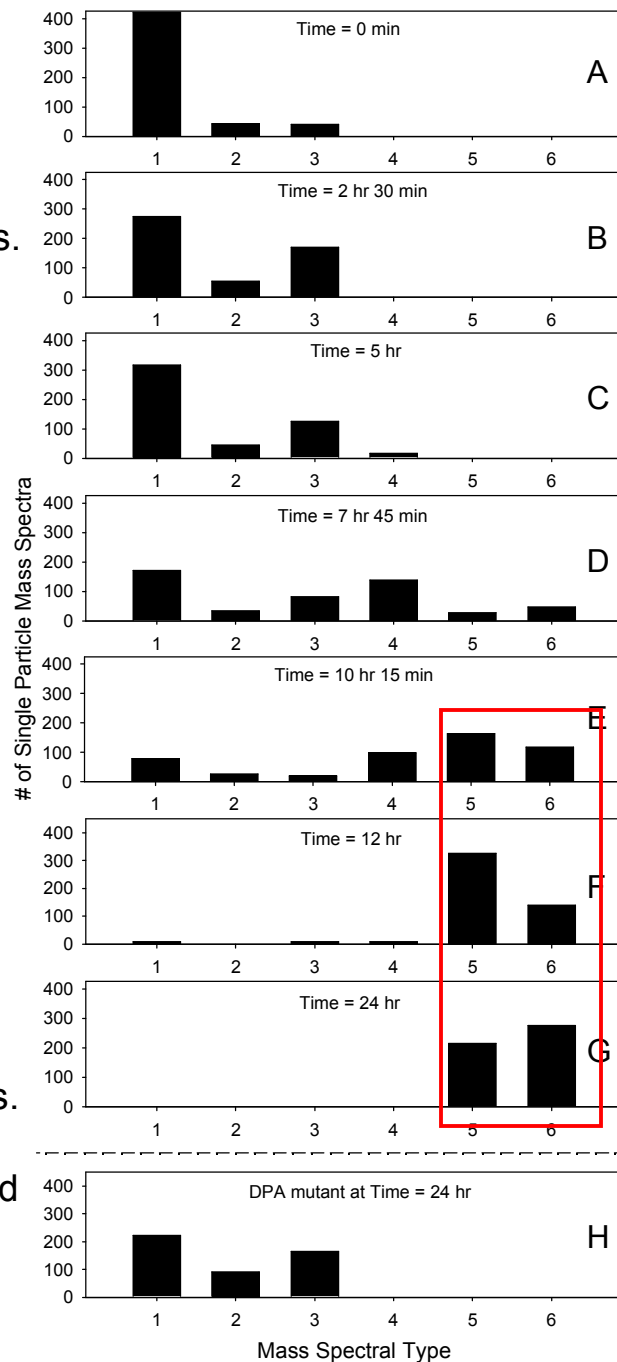 400
Time = 0 min
300
A
200
100
0
1 2 3 4 5 6
400
Time = 2 hr 30 min
300
s.
B
200
100
0
1 2 3 4 5 6
400
Time = 5 hr
300
C
200
100
0
1 2 3 4 5 6
# of Single Particle Mass Spectra
400
Time = 7 hr 45 min
300
D
200
100
0
1 2 3 4 5 6
400
Time = 10 hr 15 min
300
E
200
100
0
1 2 3 4 5 6
400
Time = 12 hr
300
F
200
100
0
1 2 3 4 5 6
400
Time = 24 hr
300
G
200
100
s.
0
1 2 3 4 5 6
d
400
DPA mutant at Time = 24 hr
300
H
200
100
0
1 2 3 4 5 6
Mass Spectral Type